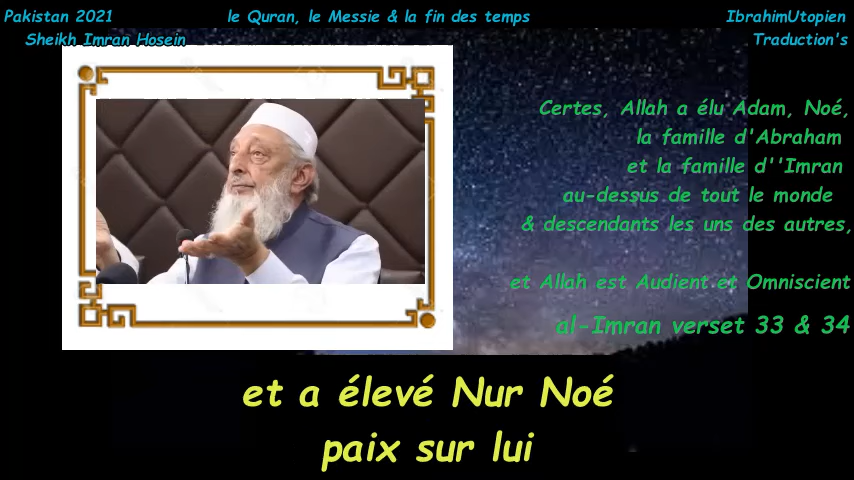 Pakistan 2021 le Quran, le Messie & la fin des temps IbrahimUtopien
Sheikh Imran Hosein Traduction's
Certes, Allah a élu Adam, Noé,
la famille d'Abraham
et la famille d''Imran
au-dessus de tout le monde
& descendants les uns des autres,
et Allah est Audient et Omniscient
al-Imran verset 33 & 34
et a élevé Nur Noé
paix sur lui